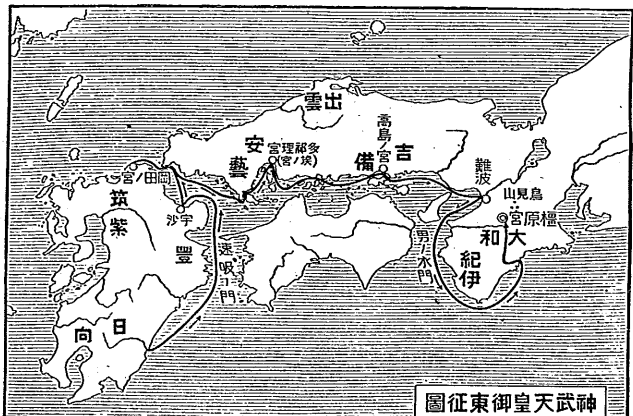 出雲
高島ノ宮
吉備
安藝
多祁理宮
(埃ノ宮)
難波
鳥見山
橿原宮
大和
紀伊
男ノ水門
岡田ノ宮
筑紫
宇沙
豐
速吸ノ門
日向
神武天皇御東征圖